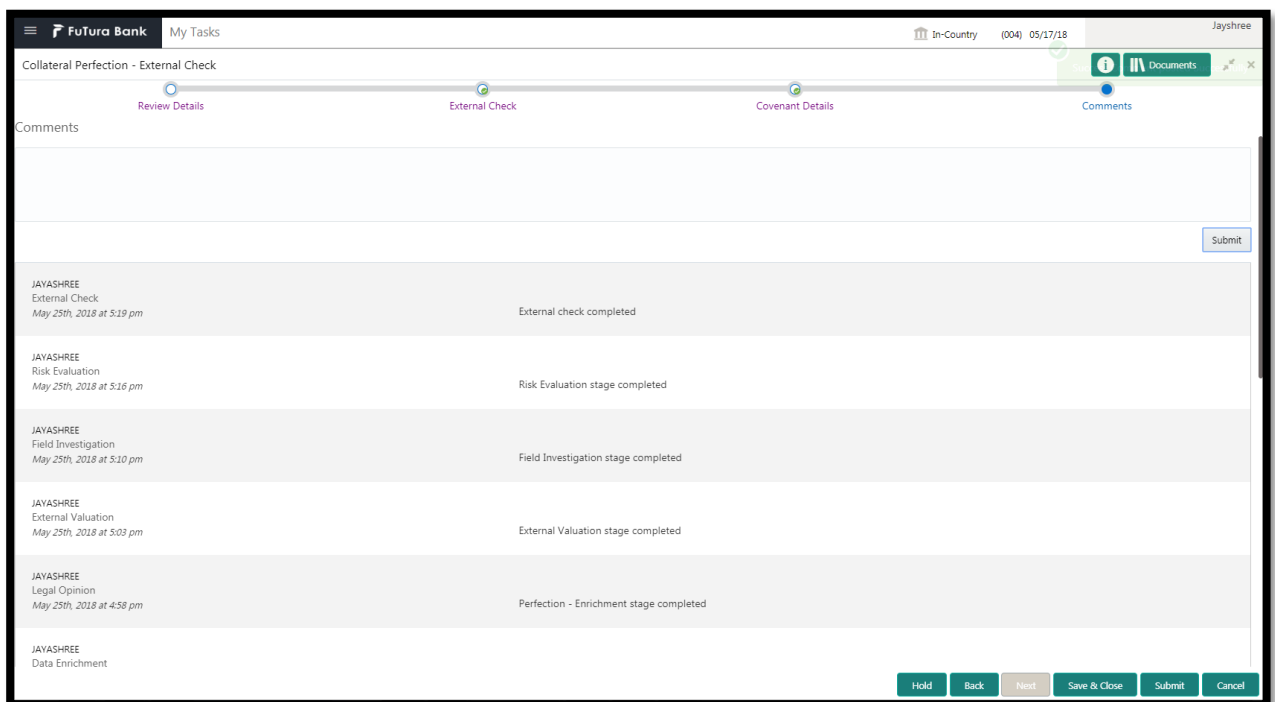 FuTura Bank My Tasks In-Country (004) 05/17/18 Jayshree
Collateral Perfection - External Check Documents
Review Details External Check Covenant Details Comments
Comments
Submit
JAYASHREE
External Check
May 25th, 2018 at 5:19 pm External check completed
JAYASHREE
Risk Evaluation
May 25th, 2018 at 5:16 pm Risk Evaluation stage completed
JAYASHREE
Field Investigation
May 25th, 2018 at 5:10 pm Field Investigation stage completed
JAYASHREE
External Valuation
May 25th, 2018 at 5:03 pm External Valuation stage completed
JAYASHREE
Legal Opinion
May 25th, 2018 at 4:58 pm Perfection - Enrichment stage completed
JAYASHREE
Data Enrichment
Hold Back Next Save & Close Submit Cancel